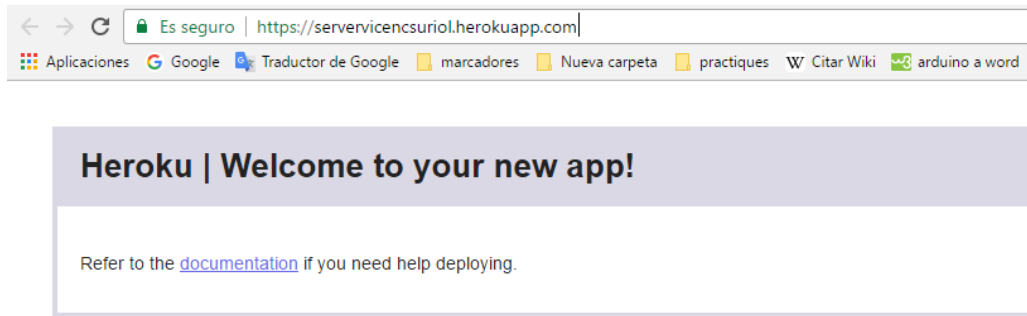 Es seguro | https://servervicencsuriol.herokuapp.com
Aplicaciones Google Traductor de Google marcadores Nueva carpeta practiques W Citar Wiki arduino a word
Heroku | Welcome to your new app!
Refer to the documentation if you need help deploying.